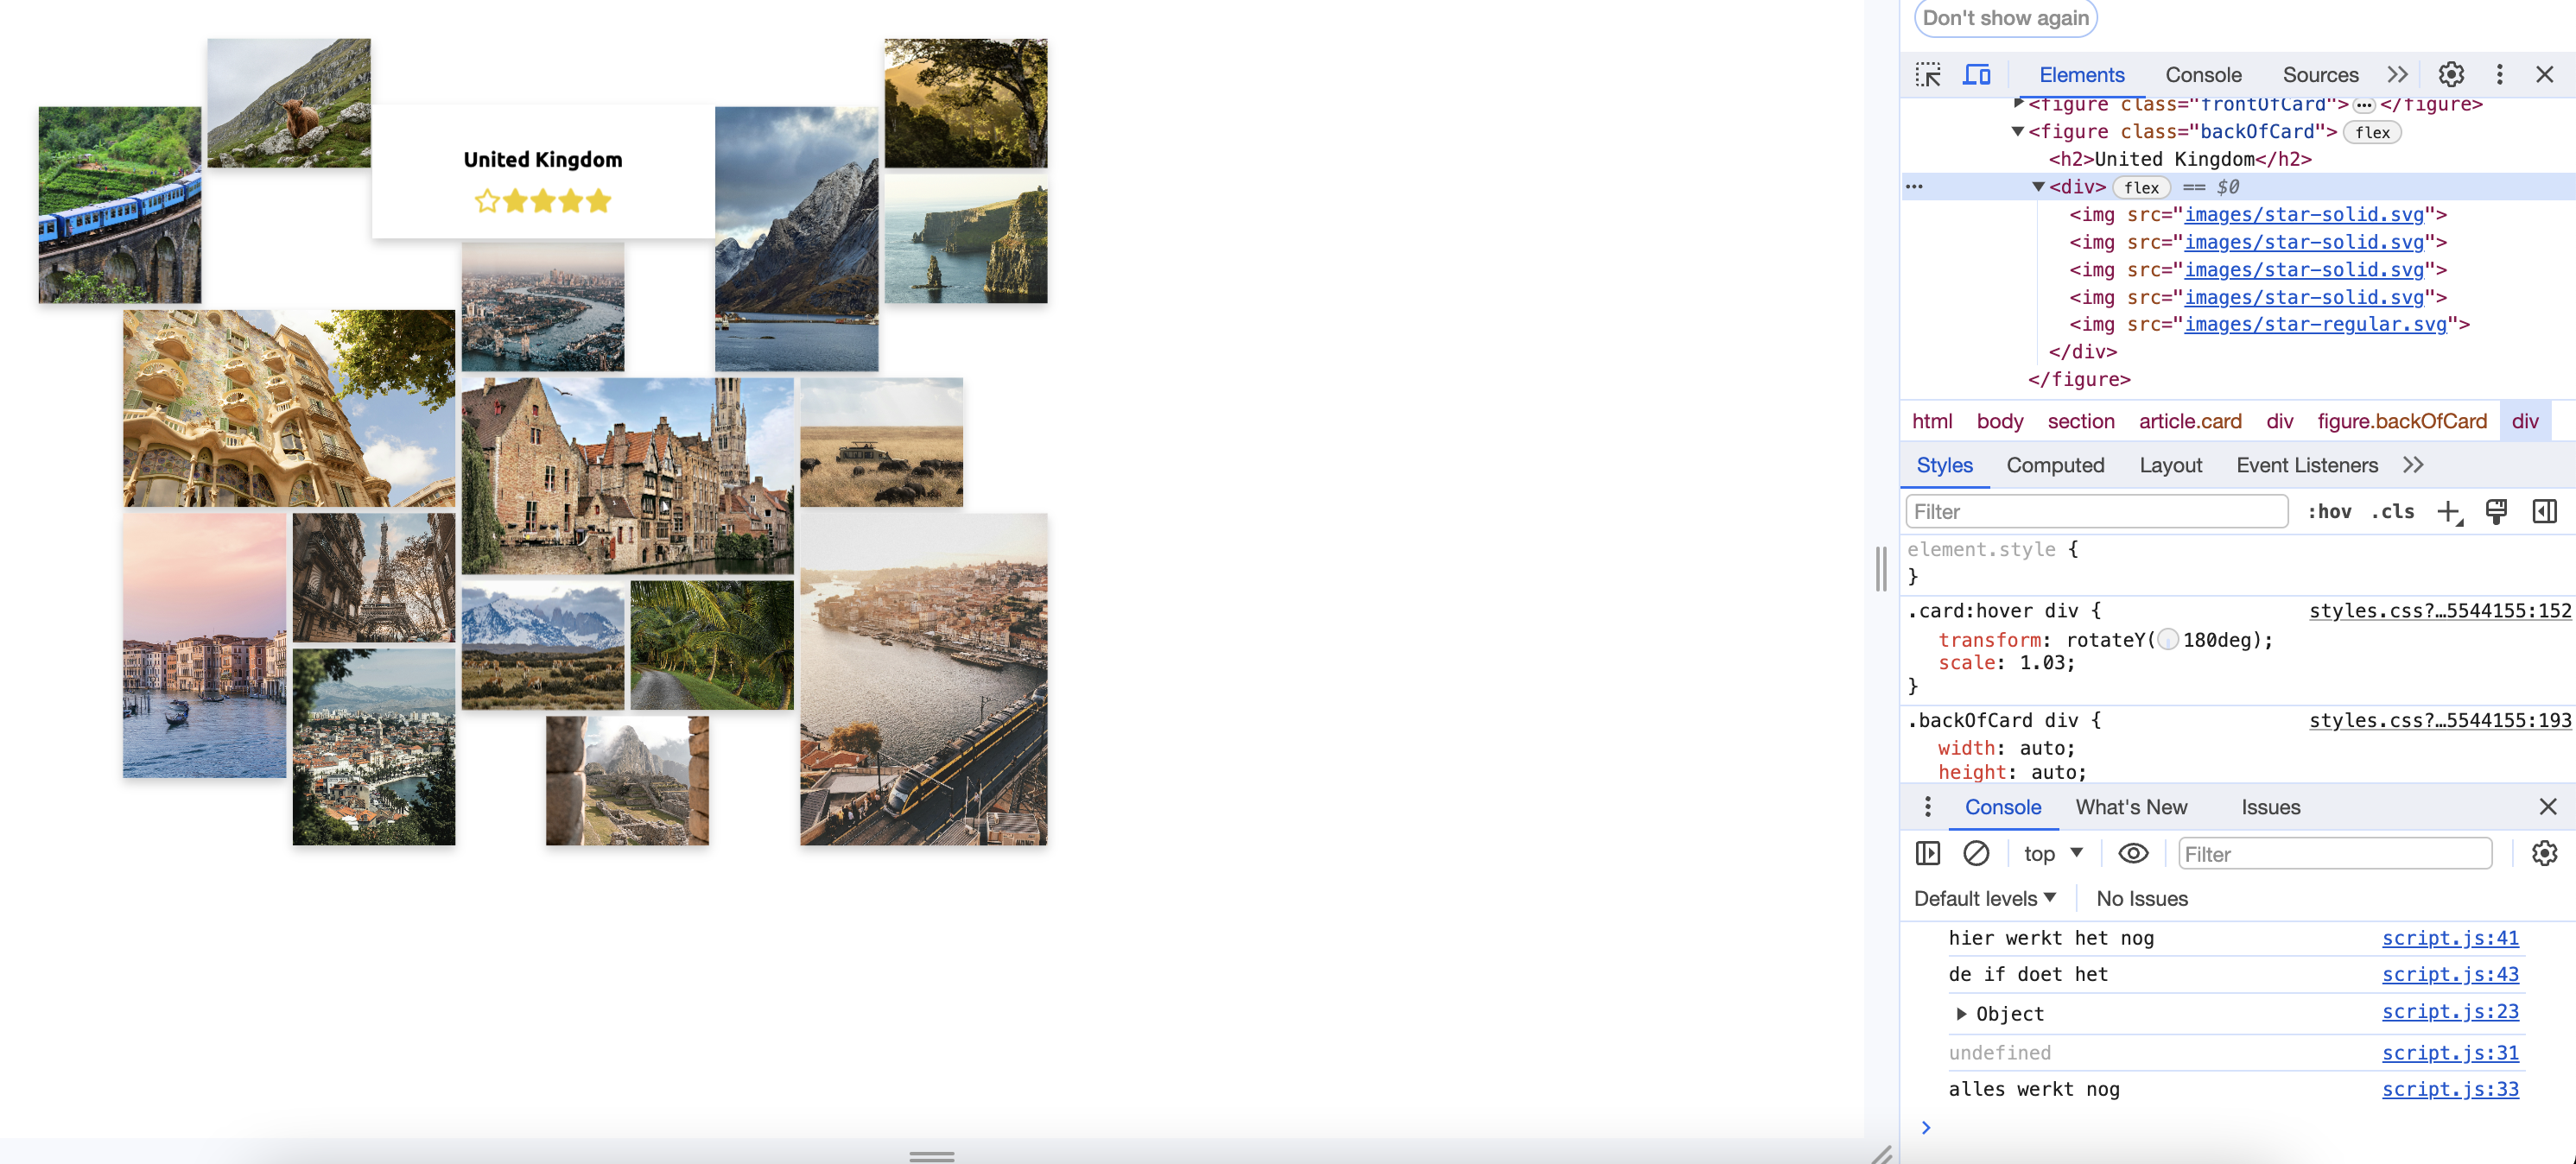 United Kingdom
Don't show again
Elements Console Sources
<figure class="frontOfCard"> </figure>
<figure class="backOfCard"> flex
<h2>United Kingdom</h2>
<div> flex == $0
<img src="images/star-solid.svg">
<img src="images/star-solid.svg">
<img src="images/star-solid.svg">
<img src="images/star-solid.svg">
<img src="images/star-regular.svg">
</div>
</figure>
html body section article.card div figure.backOfCard div
Styles Computed Layout Event Listeners
Filter :hov .cls
element.style {
}
.card:hover div { styles.css?…5544155:152
transform: rotateY(180deg);
scale: 1.03;
}
.backOfCard div { styles.css?…5544155:193
width: auto;
height: auto;
Console What's New Issues
top Filter
Default levels No Issues
hier werkt het nog script.js:41
de if doet het script.js:43
Object script.js:23
undefined script.js:31
alles werkt nog script.js:33